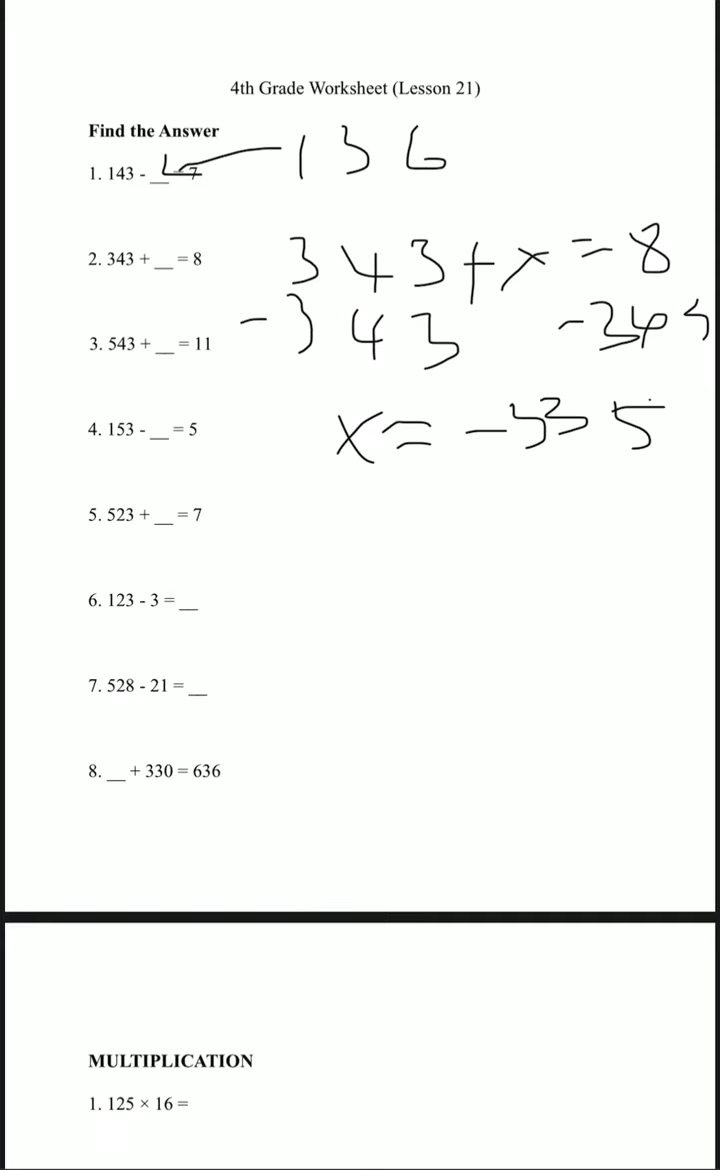 4th Grade Worksheet (Lesson 21)
Find the Answer
136
1. 143 - __ = 7
2. 343 + __ = 8
343+x=8
-343 -343
3. 543 + __ = 11
x=-335
4. 153 - __ = 5
5. 523 + __ = 7
6. 123 - 3 = __
7. 528 - 21 = __
8. __ + 330 = 636
MULTIPLICATION
1. 125 × 16 =